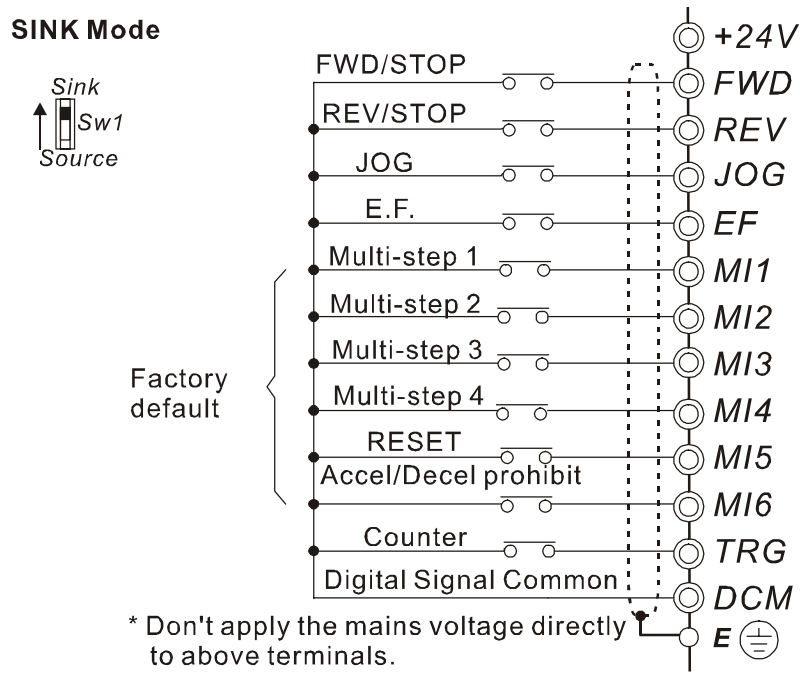 SINK Mode
+24V
Sink
Sw1
Source
FWD/STOP
FWD
REV/STOP
REV
JOG
JOG
E.F.
EF
Multi-step 1
MI1
Multi-step 2
MI2
Multi-step 3
MI3
Factory
default
Multi-step 4
MI4
RESET
MI5
Accel/Decel prohibit
MI6
Counter
TRG
Digital Signal Common
DCM
* Don't apply the mains voltage directly
to above terminals.
E